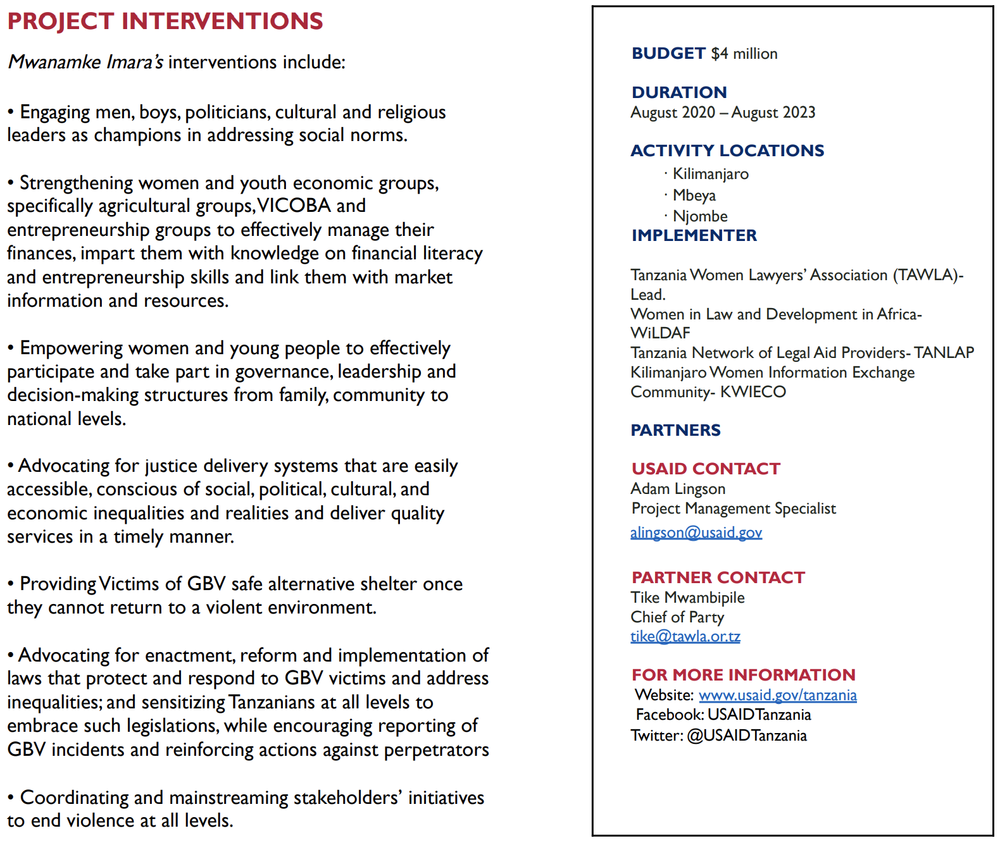 PROJECT INTERVENTIONS
Mwanamke Imara’s interventions include:
• Engaging men, boys, politicians, cultural and religious
leaders as champions in addressing social norms.
• Strengthening women and youth economic groups,
specifically agricultural groups, VICOBA and
entrepreneurship groups to effectively manage their
finances, impart them with knowledge on financial literacy
and entrepreneurship skills and link them with market
information and resources.
• Empowering women and young people to effectively
participate and take part in governance, leadership and
decision-making structures from family, community to
national levels.
• Advocating for justice delivery systems that are easily
accessible, conscious of social, political, cultural, and
economic inequalities and realities and deliver quality
services in a timely manner.
• Providing Victims of GBV safe alternative shelter once
they cannot return to a violent environment.
• Advocating for enactment, reform and implementation of
laws that protect and respond to GBV victims and address
inequalities; and sensitizing Tanzanians at all levels to
embrace such legislations, while encouraging reporting of
GBV incidents and reinforcing actions against perpetrators
• Coordinating and mainstreaming stakeholders’ initiatives
to end violence at all levels.
BUDGET $4 million
DURATION
August 2020 – August 2023
ACTIVITY LOCATIONS
· Kilimanjaro
· Mbeya
· Njombe
IMPLEMENTER
Tanzania Women Lawyers’ Association (TAWLA)-
Lead.
Women in Law and Development in Africa-
WiLDAF
Tanzania Network of Legal Aid Providers- TANLAP
Kilimanjaro Women Information Exchange
Community- KWIECO
PARTNERS
USAID CONTACT
Adam Lingson
Project Management Specialist
alingson@usaid.gov
PARTNER CONTACT
Tike Mwambipile
Chief of Party
tike@tawla.or.tz
FOR MORE INFORMATION
Website: www.usaid.gov/tanzania
Facebook: USAIDTanzania
Twitter: @USAIDTanzania